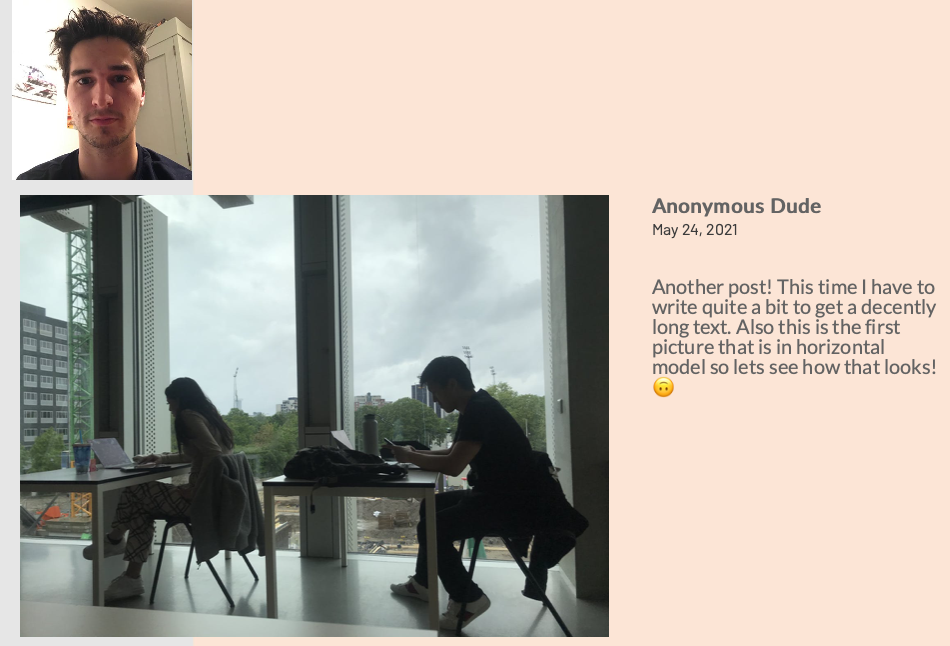 Anonymous Dude
May 24, 2021
Another post! This time I have to
write quite a bit to get a decently
long text. Also this is the first
picture that is in horizontal
model so lets see how that looks!
🙃